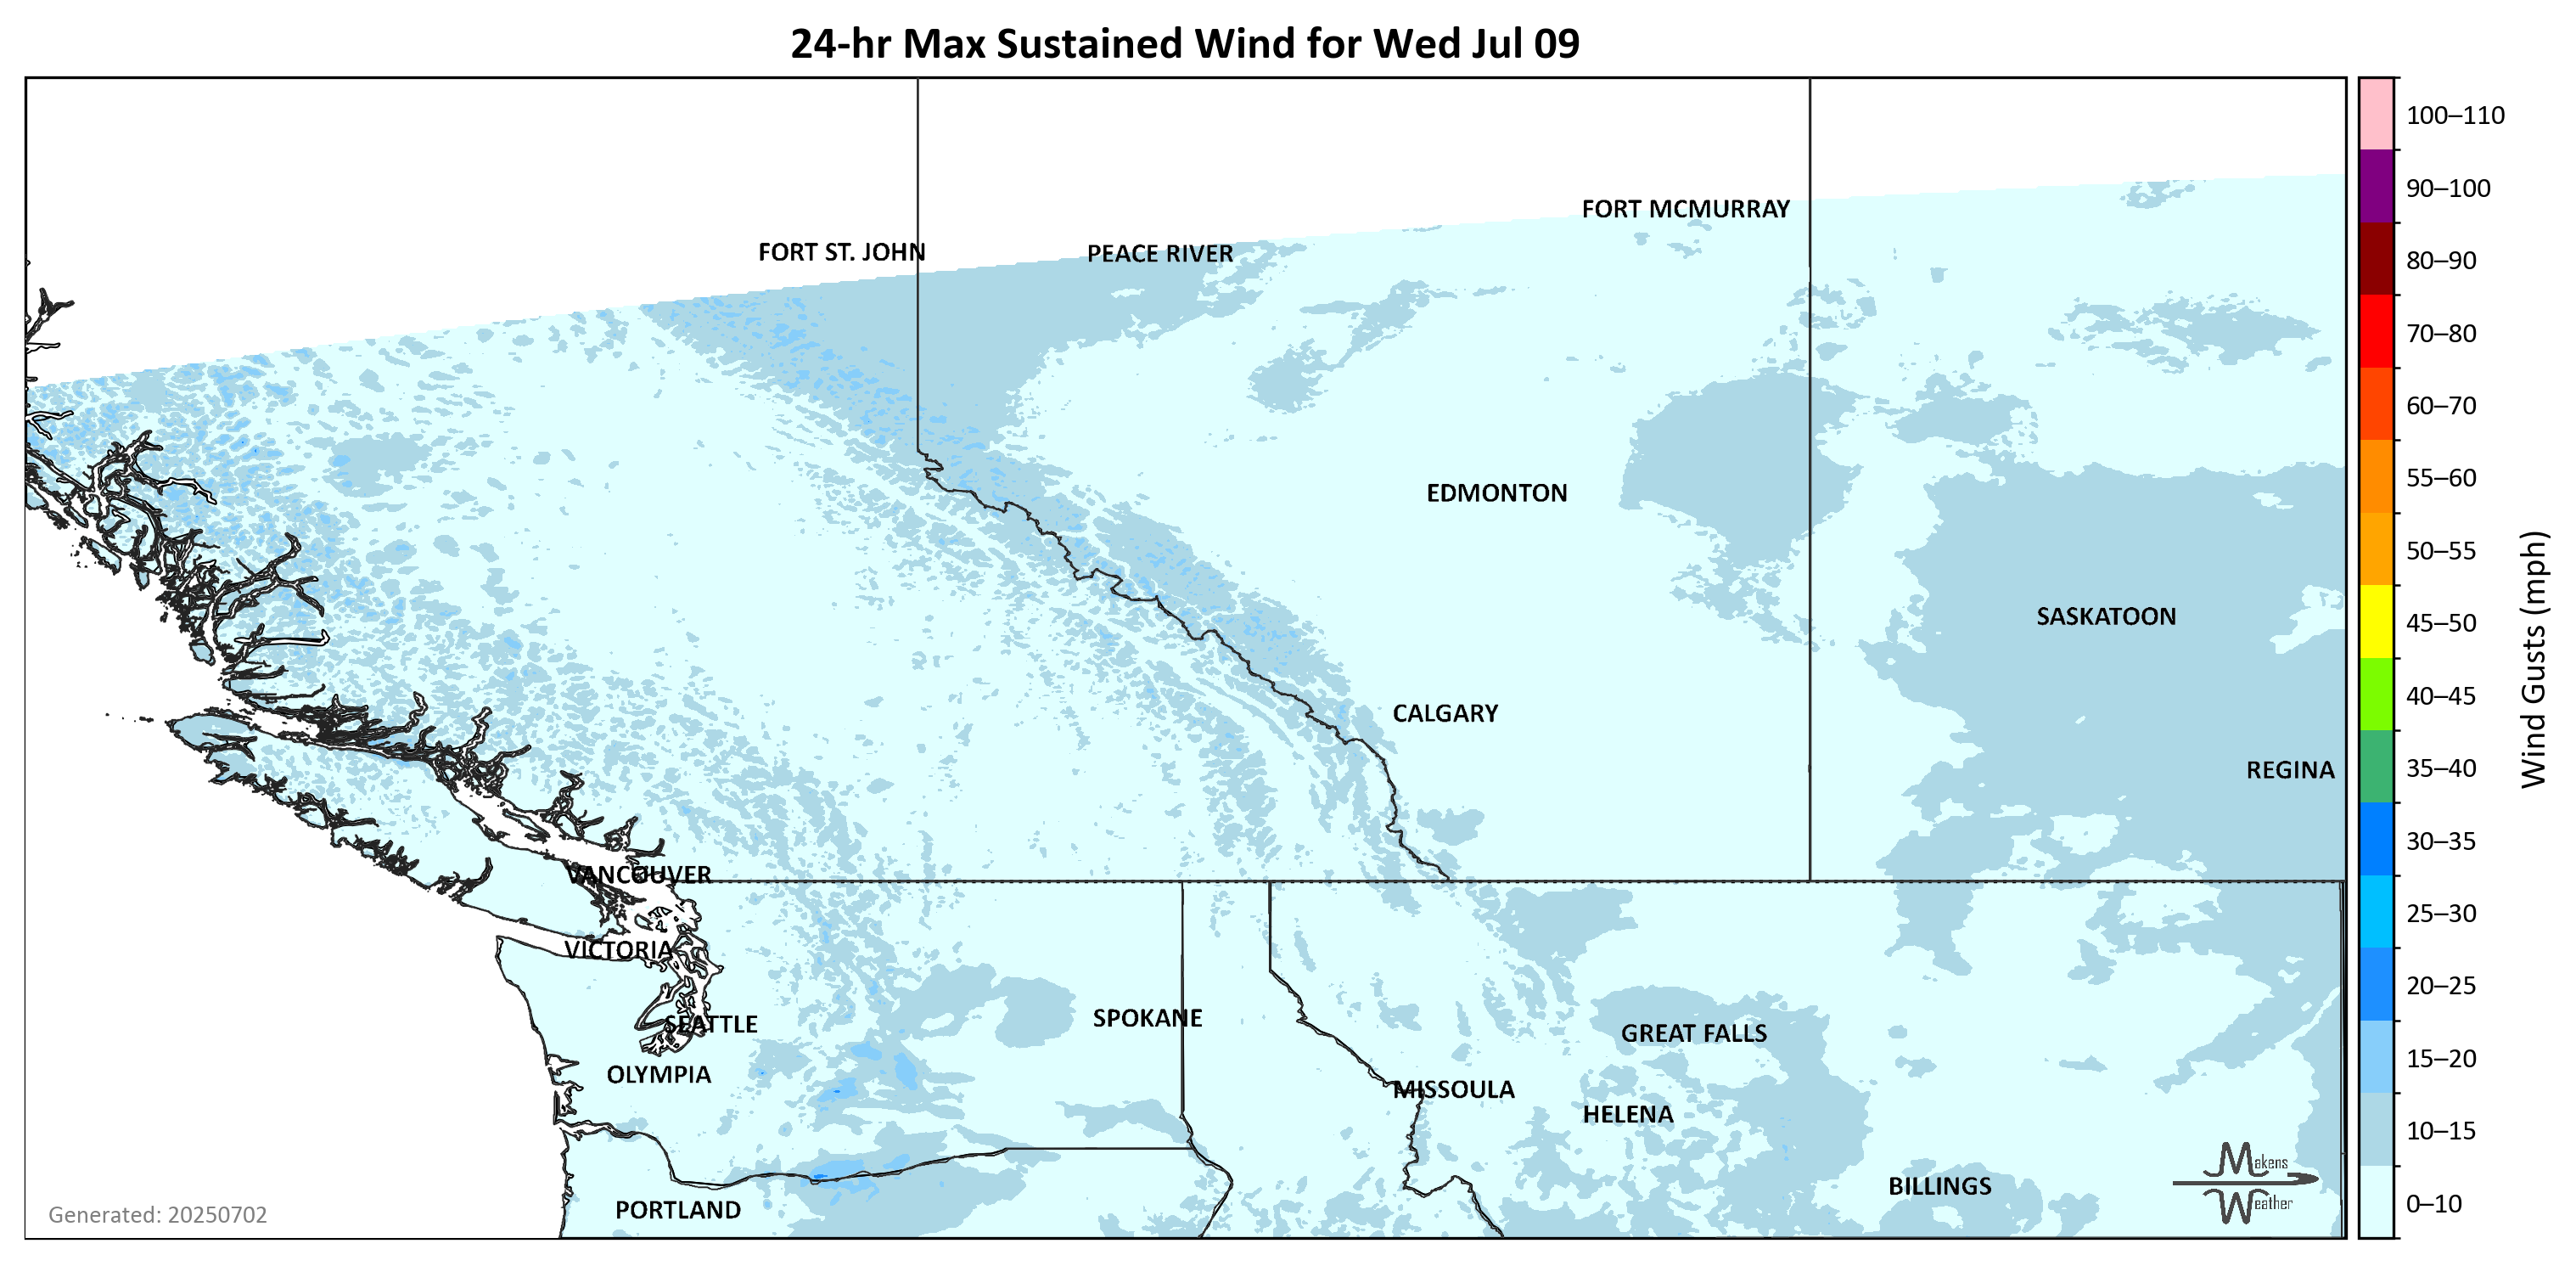 24-hr Max Sustained Wind for Wed Jul 09
FORT MCMURRAY
FORT ST. JOHN
PEACE RIVER
EDMONTON
SASKATOON
CALGARY
REGINA
VANCOUVER
VICTORIA
SEATTLE
SPOKANE
GREAT FALLS
OLYMPIA
MISSOULA
HELENA
BILLINGS
PORTLAND
Makens
Weather
Generated: 20250702
100–110
90–100
80–90
70–80
60–70
55–60
50–55
45–50
40–45
35–40
30–35
25–30
20–25
15–20
10–15
0–10
Wind Gusts (mph)